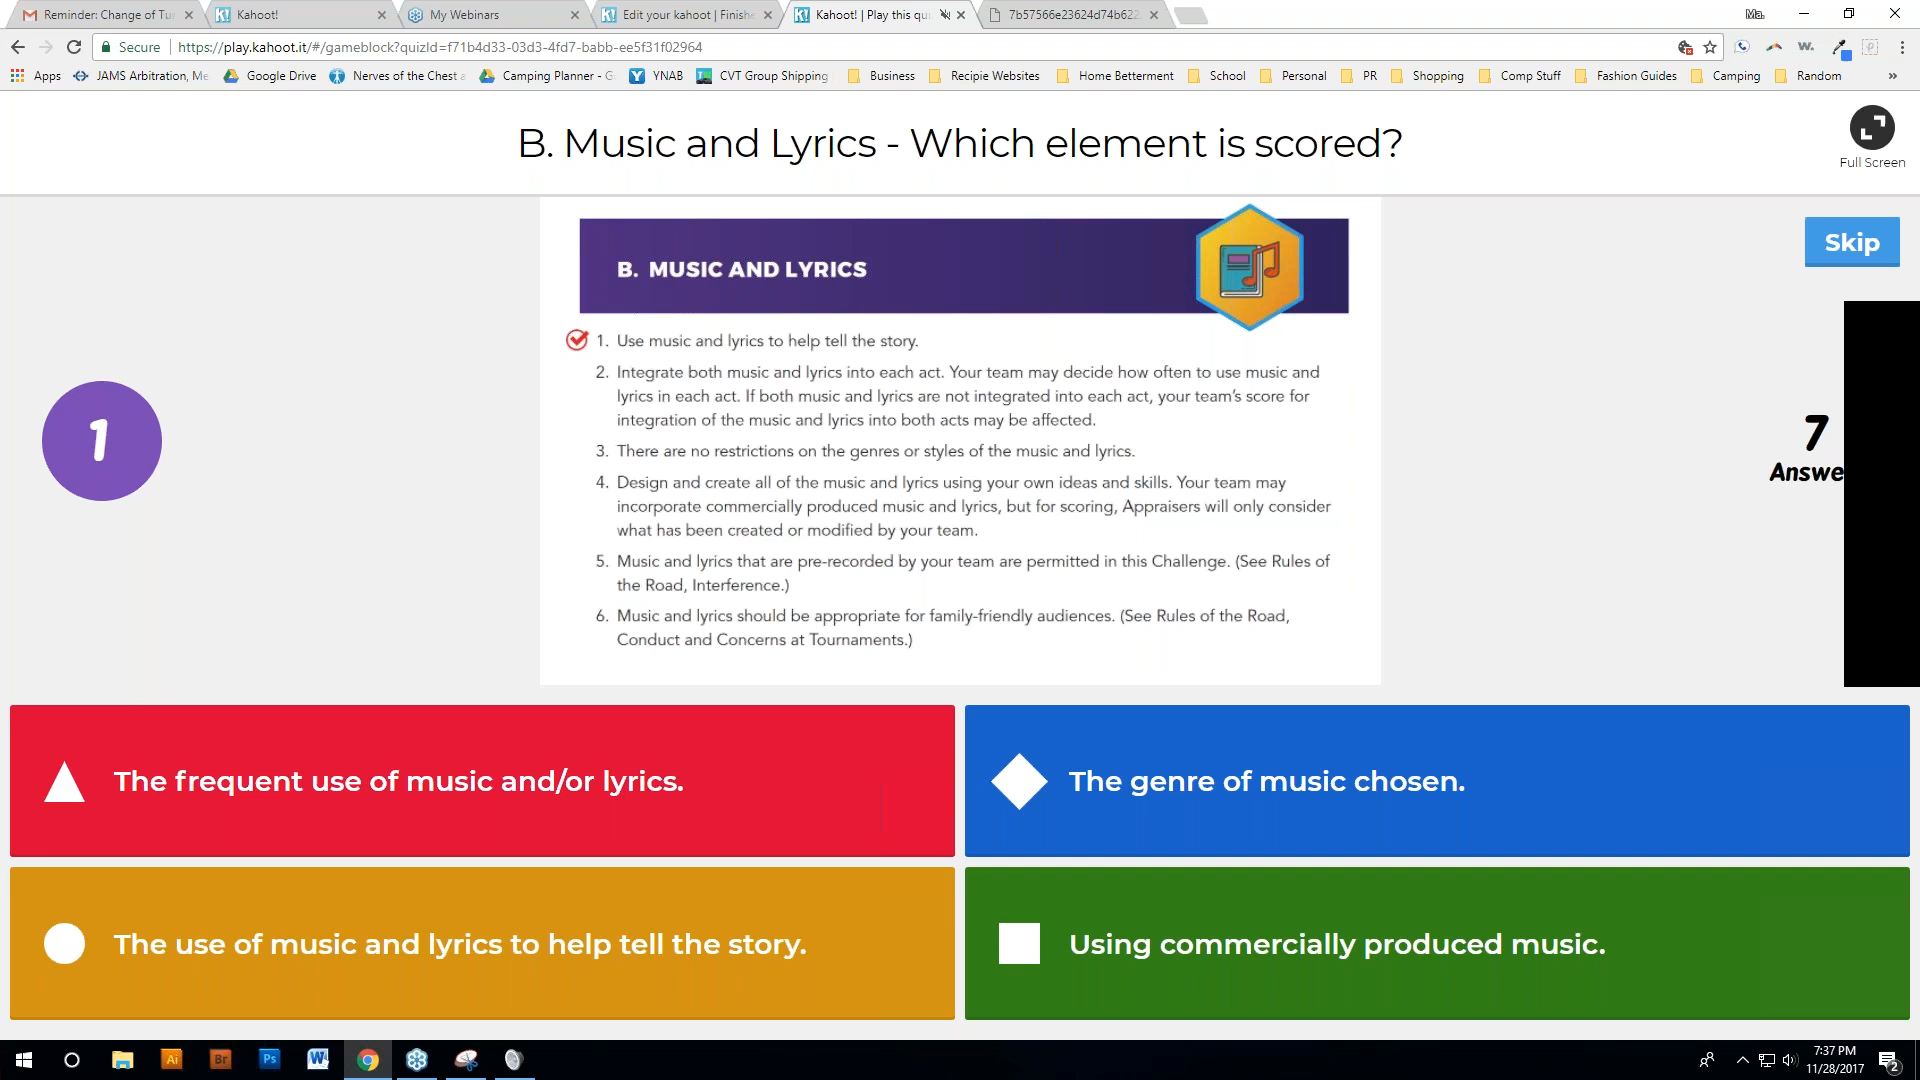 Reminder: Change of Tur
Kahoot!
My Webinars
Edit your kahoot | Finishe
Kahoot! | Play this qu
7b57566e23624d74b622
Ma.
Secure
https://play.kahoot.it/#/gameblock?quizId=f71b4d33-03d3-4fd7-babb-ee5f31f02964
Apps
JAMS Arbitration, Me
Google Drive
Nerves of the Chest a
Camping Planner - G
YNAB
CVT Group Shipping
Business
Recipie Websites
Home Betterment
School
Personal
PR
Shopping
Comp Stuff
Fashion Guides
Camping
Random
»
B. Music and Lyrics - Which element is scored?
Full Screen
Skip
B. MUSIC AND LYRICS
1. Use music and lyrics to help tell the story.
2. Integrate both music and lyrics into each act. Your team may decide how often to use music and
lyrics in each act. If both music and lyrics are not integrated into each act, your team's score for
integration of the music and lyrics into both acts may be affected.
3. There are no restrictions on the genres or styles of the music and lyrics.
4. Design and create all of the music and lyrics using your own ideas and skills. Your team may
incorporate commercially produced music and lyrics, but for scoring, Appraisers will only consider
what has been created or modified by your team.
5. Music and lyrics that are pre-recorded by your team are permitted in this Challenge. (See Rules of
the Road, Interference.)
6. Music and lyrics should be appropriate for family-friendly audiences. (See Rules of the Road,
Conduct and Concerns at Tournaments.)
1
7
Answe
The frequent use of music and/or lyrics.
The genre of music chosen.
The use of music and lyrics to help tell the story.
Using commercially produced music.
Ai
Br
Ps
W
7:37 PM
11/28/2017
2